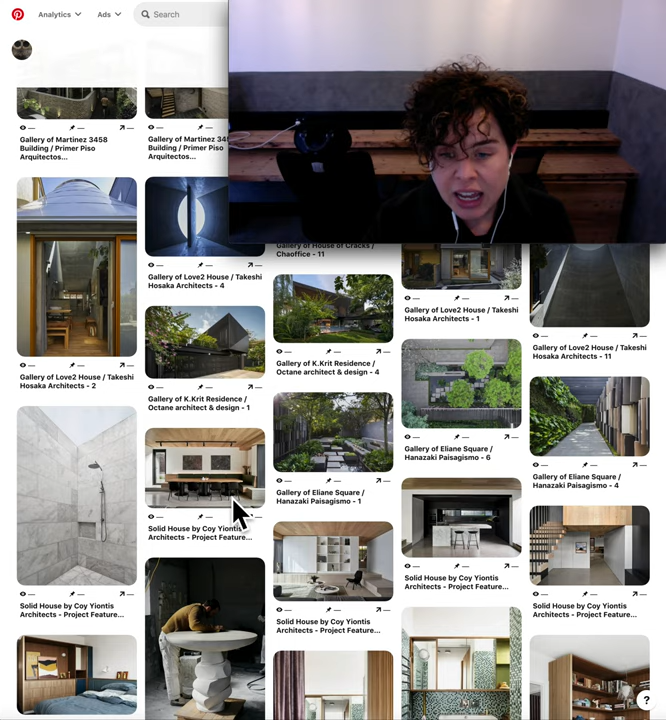 Analytics
Ads
Search
Gallery of Martinez 3458
Building / Primer Piso
Arquitectos...
Gallery of Martinez
Building / Primer Piso
Arquitectos...
Gallery of Love2 House / Takeshi
Hosaka Architects - 4
Gallery of House of Cracks /
Chaoffice - 11
Gallery of Love2 House / Takeshi
Hosaka Architects - 1
Gallery of Love2 House / Takeshi
Hosaka Architects - 11
Gallery of Love2 House / Takeshi
Hosaka Architects - 2
Gallery of K.Krit Residence /
Octane architect & design - 1
Gallery of K.Krit Residence /
Octane architect & design - 4
Gallery of Eliane Square /
Hanazaki Paisagismo - 6
Gallery of Eliane Square /
Hanazaki Paisagismo - 4
Gallery of Eliane Square /
Hanazaki Paisagismo - 1
Solid House by Coy Yiontis
Architects - Project Feature...
Solid House by Coy Yiontis
Architects - Project Feature...
Solid House by Coy Yiontis
Architects - Project Feature...
Solid House by Coy Yiontis
Architects - Project Feature...
Solid House by Coy Yiontis
Architects - Project Feature...
?